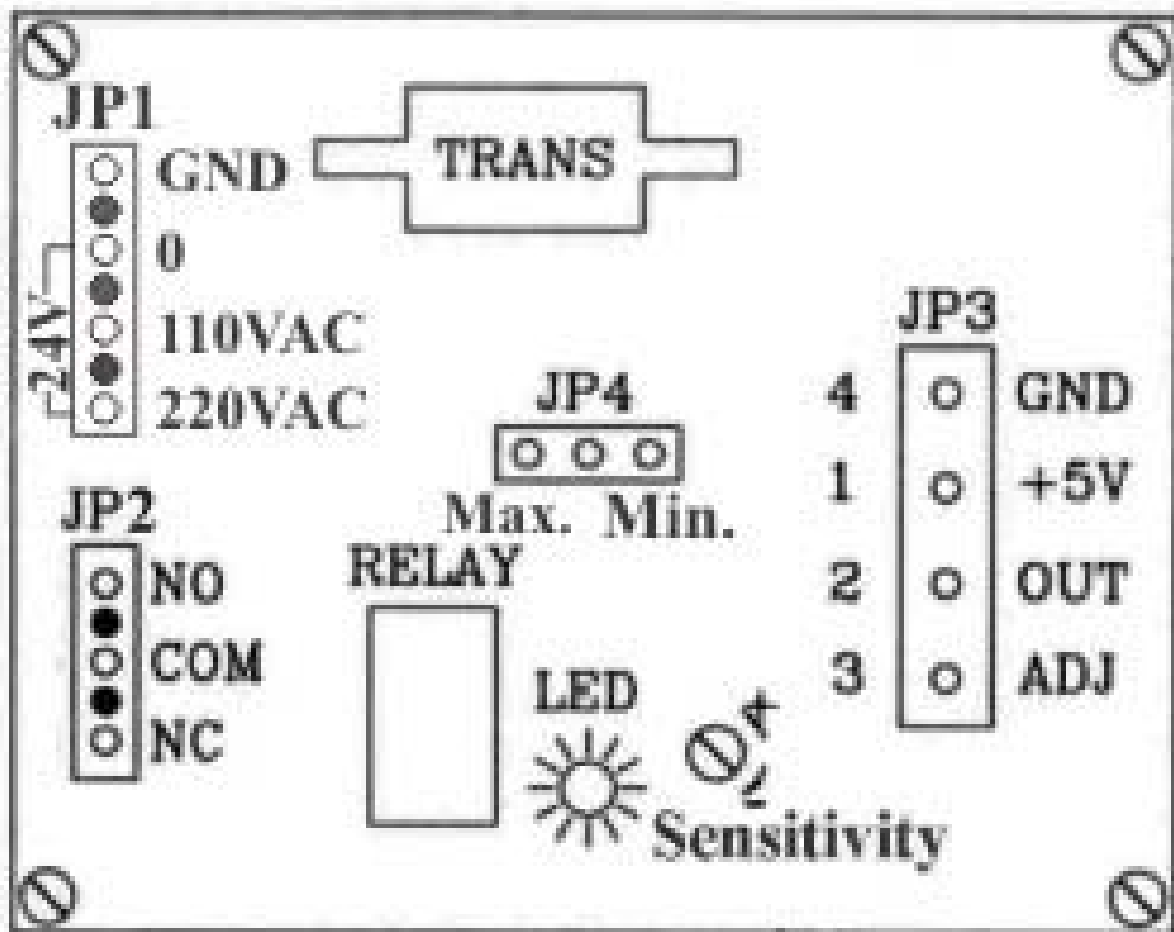 JP1
GND
0
110VAC
220VAC
24V
TRANS
JP2
NO
COM
NC
JP4
Max. Min.
RELAY
LED
Sensitivity
JP3
4 GND
1 +5V
2 OUT
3 ADJ